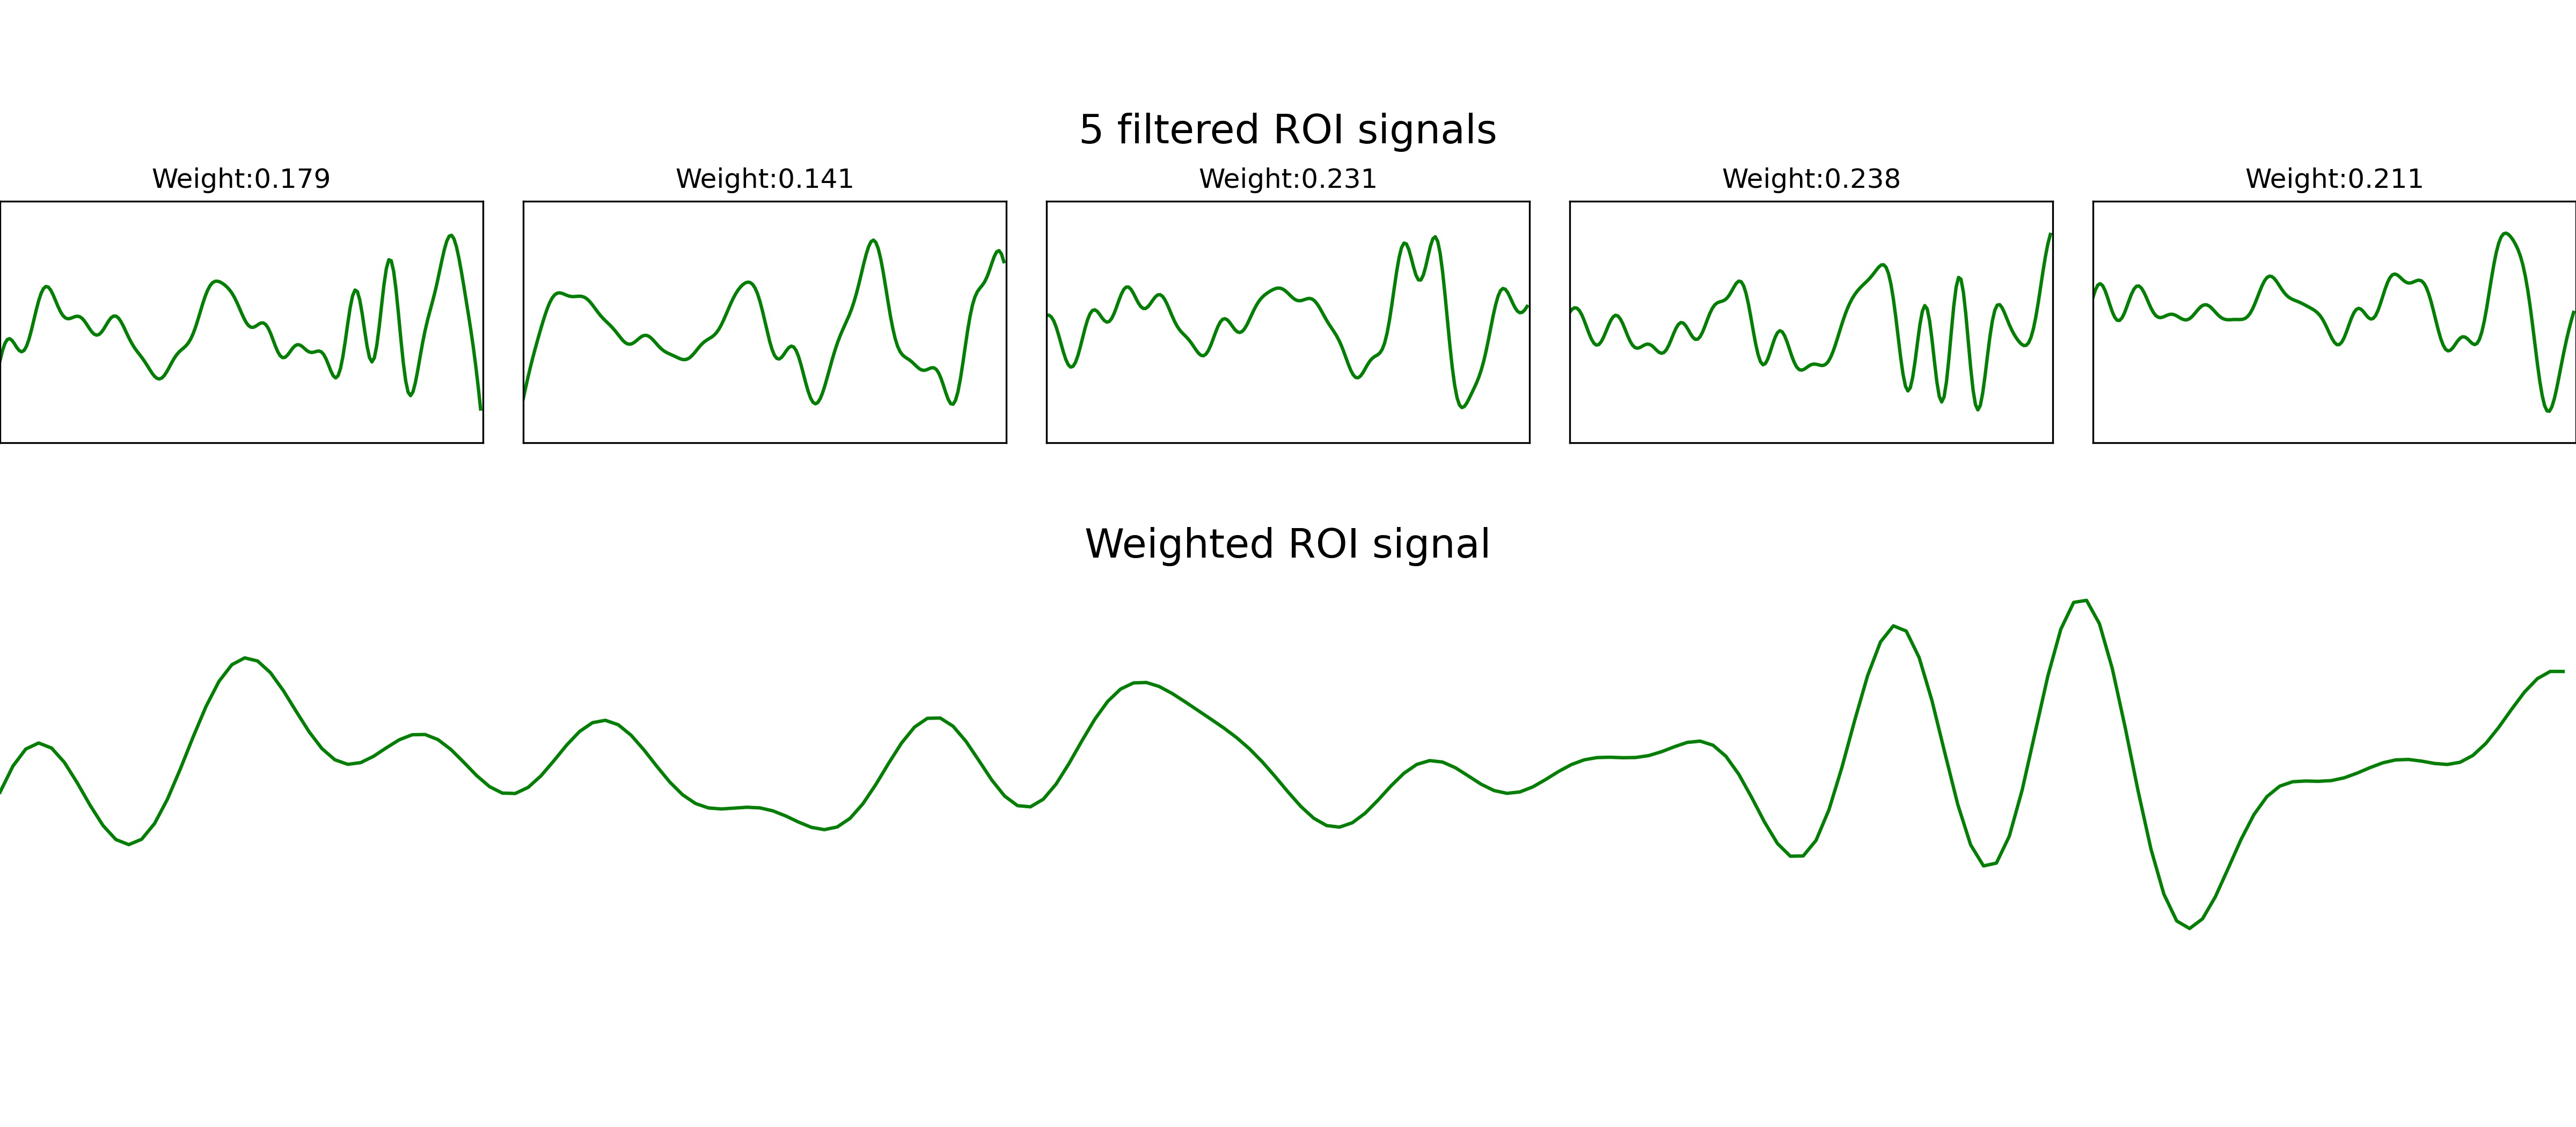 5 filtered ROI signals
Weight:0.179
Weight:0.141
Weight:0.231
Weight:0.238
Weight:0.211
Weighted ROI signal